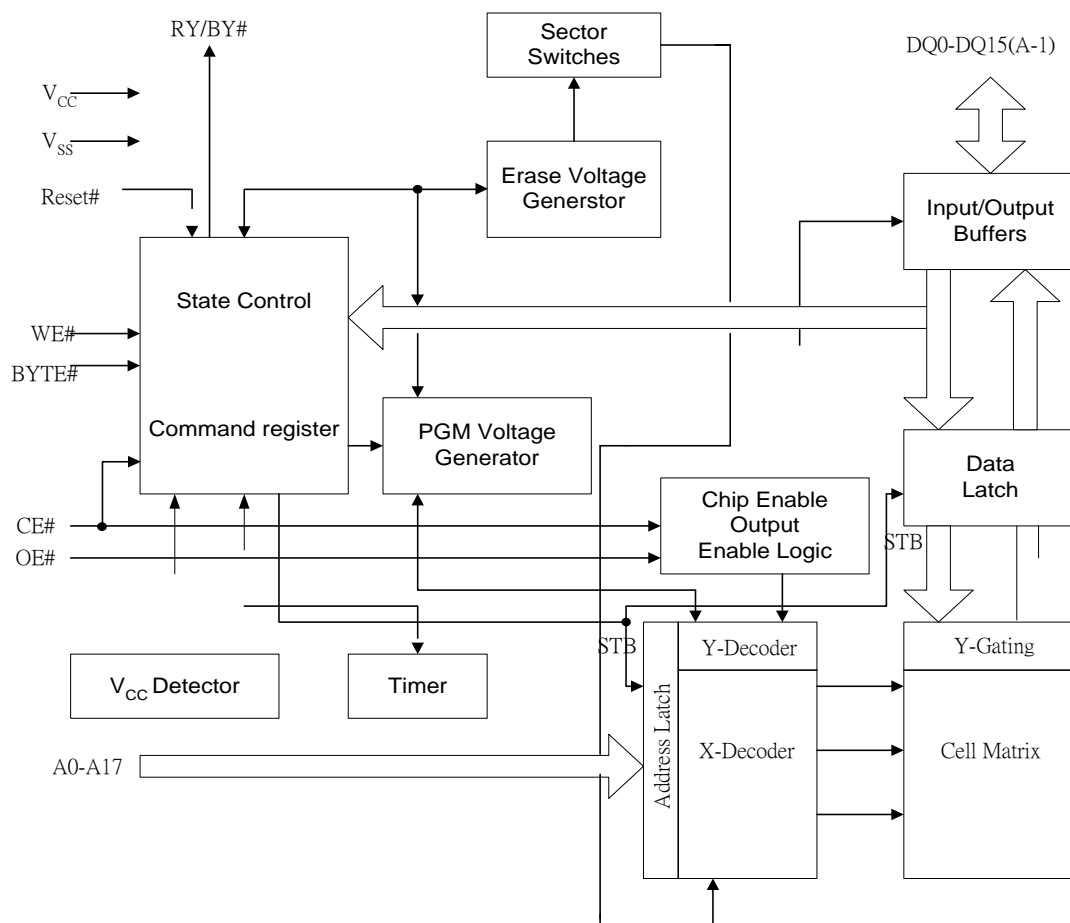 RY/BY#
Sector
Switches
DQ0-DQ15(A-1)
VCC
VSS
Reset#
Erase Voltage
Generstor
Input/Output
Buffers
State Control
WE#
BYTE#
Command register
PGM Voltage
Generator
Data
Latch
Chip Enable
Output
Enable Logic
CE#
OE#
STB
STB
Y-Decoder
Y-Gating
VCC Detector
Timer
Address Latch
X-Decoder
Cell Matrix
A0-A17